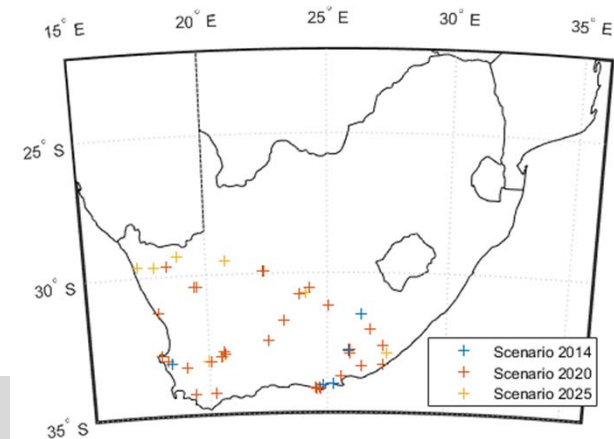 15° E
20° E
25° E
30° E
35° E
25° S
30° S
35° S
Scenario 2014
Scenario 2020
Scenario 2025